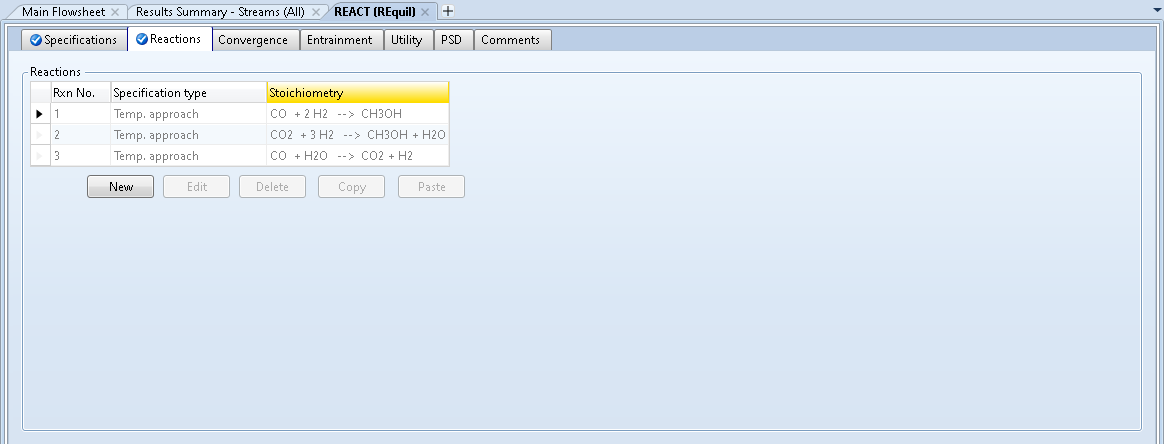 Main Flowsheet Results Summary - Streams (All) REACT (REquil)
Specifications Reactions Convergence Entrainment Utility PSD Comments
Reactions
Rxn No. Specification type Stoichiometry
1 Temp. approach CO + 2 H2 --> CH3OH
2 Temp. approach CO2 + 3 H2 --> CH3OH + H2O
3 Temp. approach CO + H2O --> CO2 + H2
New Edit Delete Copy Paste